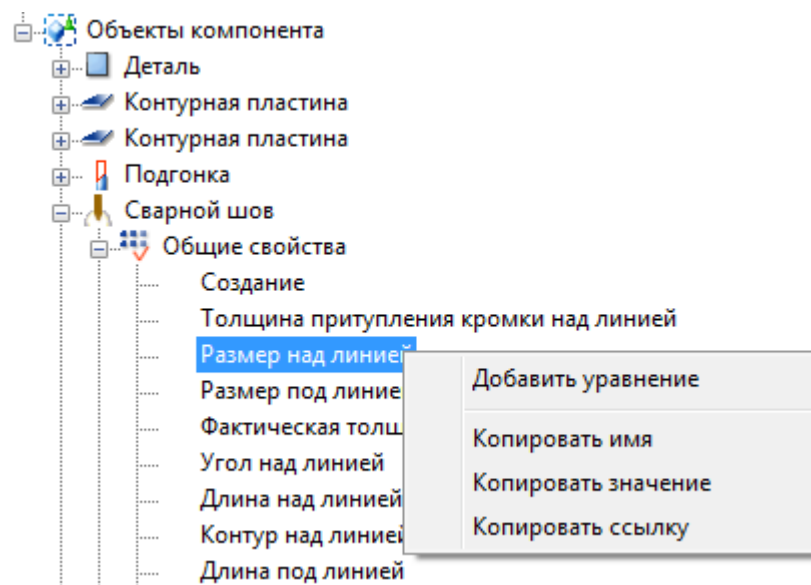 Объекты компонента
Деталь
Контурная пластина
Контурная пластина
Подгонка
Сварной шов
Общие свойства
Создание
Толщина притупления кромки над линией
Размер над линией
Размер под
Фактическая
Угол над линией
Длина над линией
Контур над линией
Длина под линией
Добавить уравнение
Копировать имя
Копировать значение
Копировать ссылку